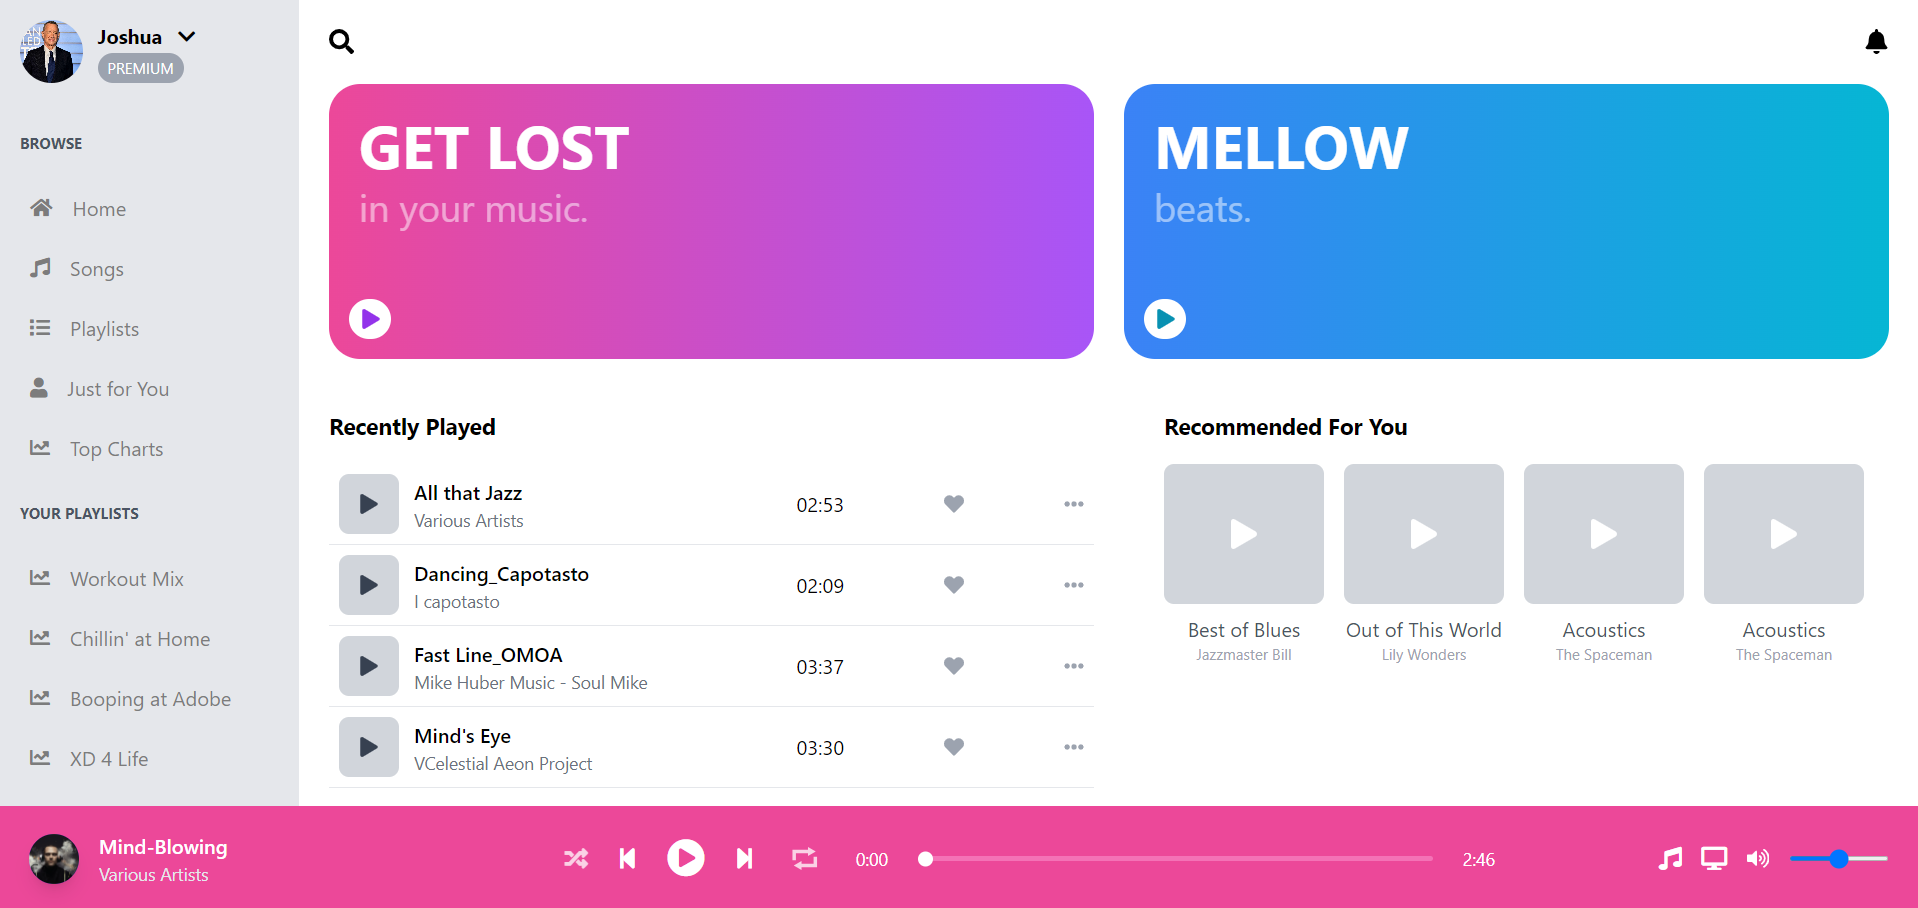 Joshua
PREMIUM
BROWSE
Home
Songs
Playlists
Just for You
Top Charts
YOUR PLAYLISTS
Workout Mix
Chillin' at Home
Booping at Adobe
XD 4 Life
GET LOST
in your music.
MELLOW
beats.
Recently Played
All that Jazz
Various Artists
02:53
Dancing_Capotasto
I capotasto
02:09
Fast Line_OMOA
Mike Huber Music - Soul Mike
03:37
Mind's Eye
VCelestial Aeon Project
03:30
Recommended For You
Best of Blues
Jazzmaster Bill
Out of This World
Lily Wonders
Acoustics
The Spaceman
Acoustics
The Spaceman
Mind-Blowing
Various Artists
0:00
2:46